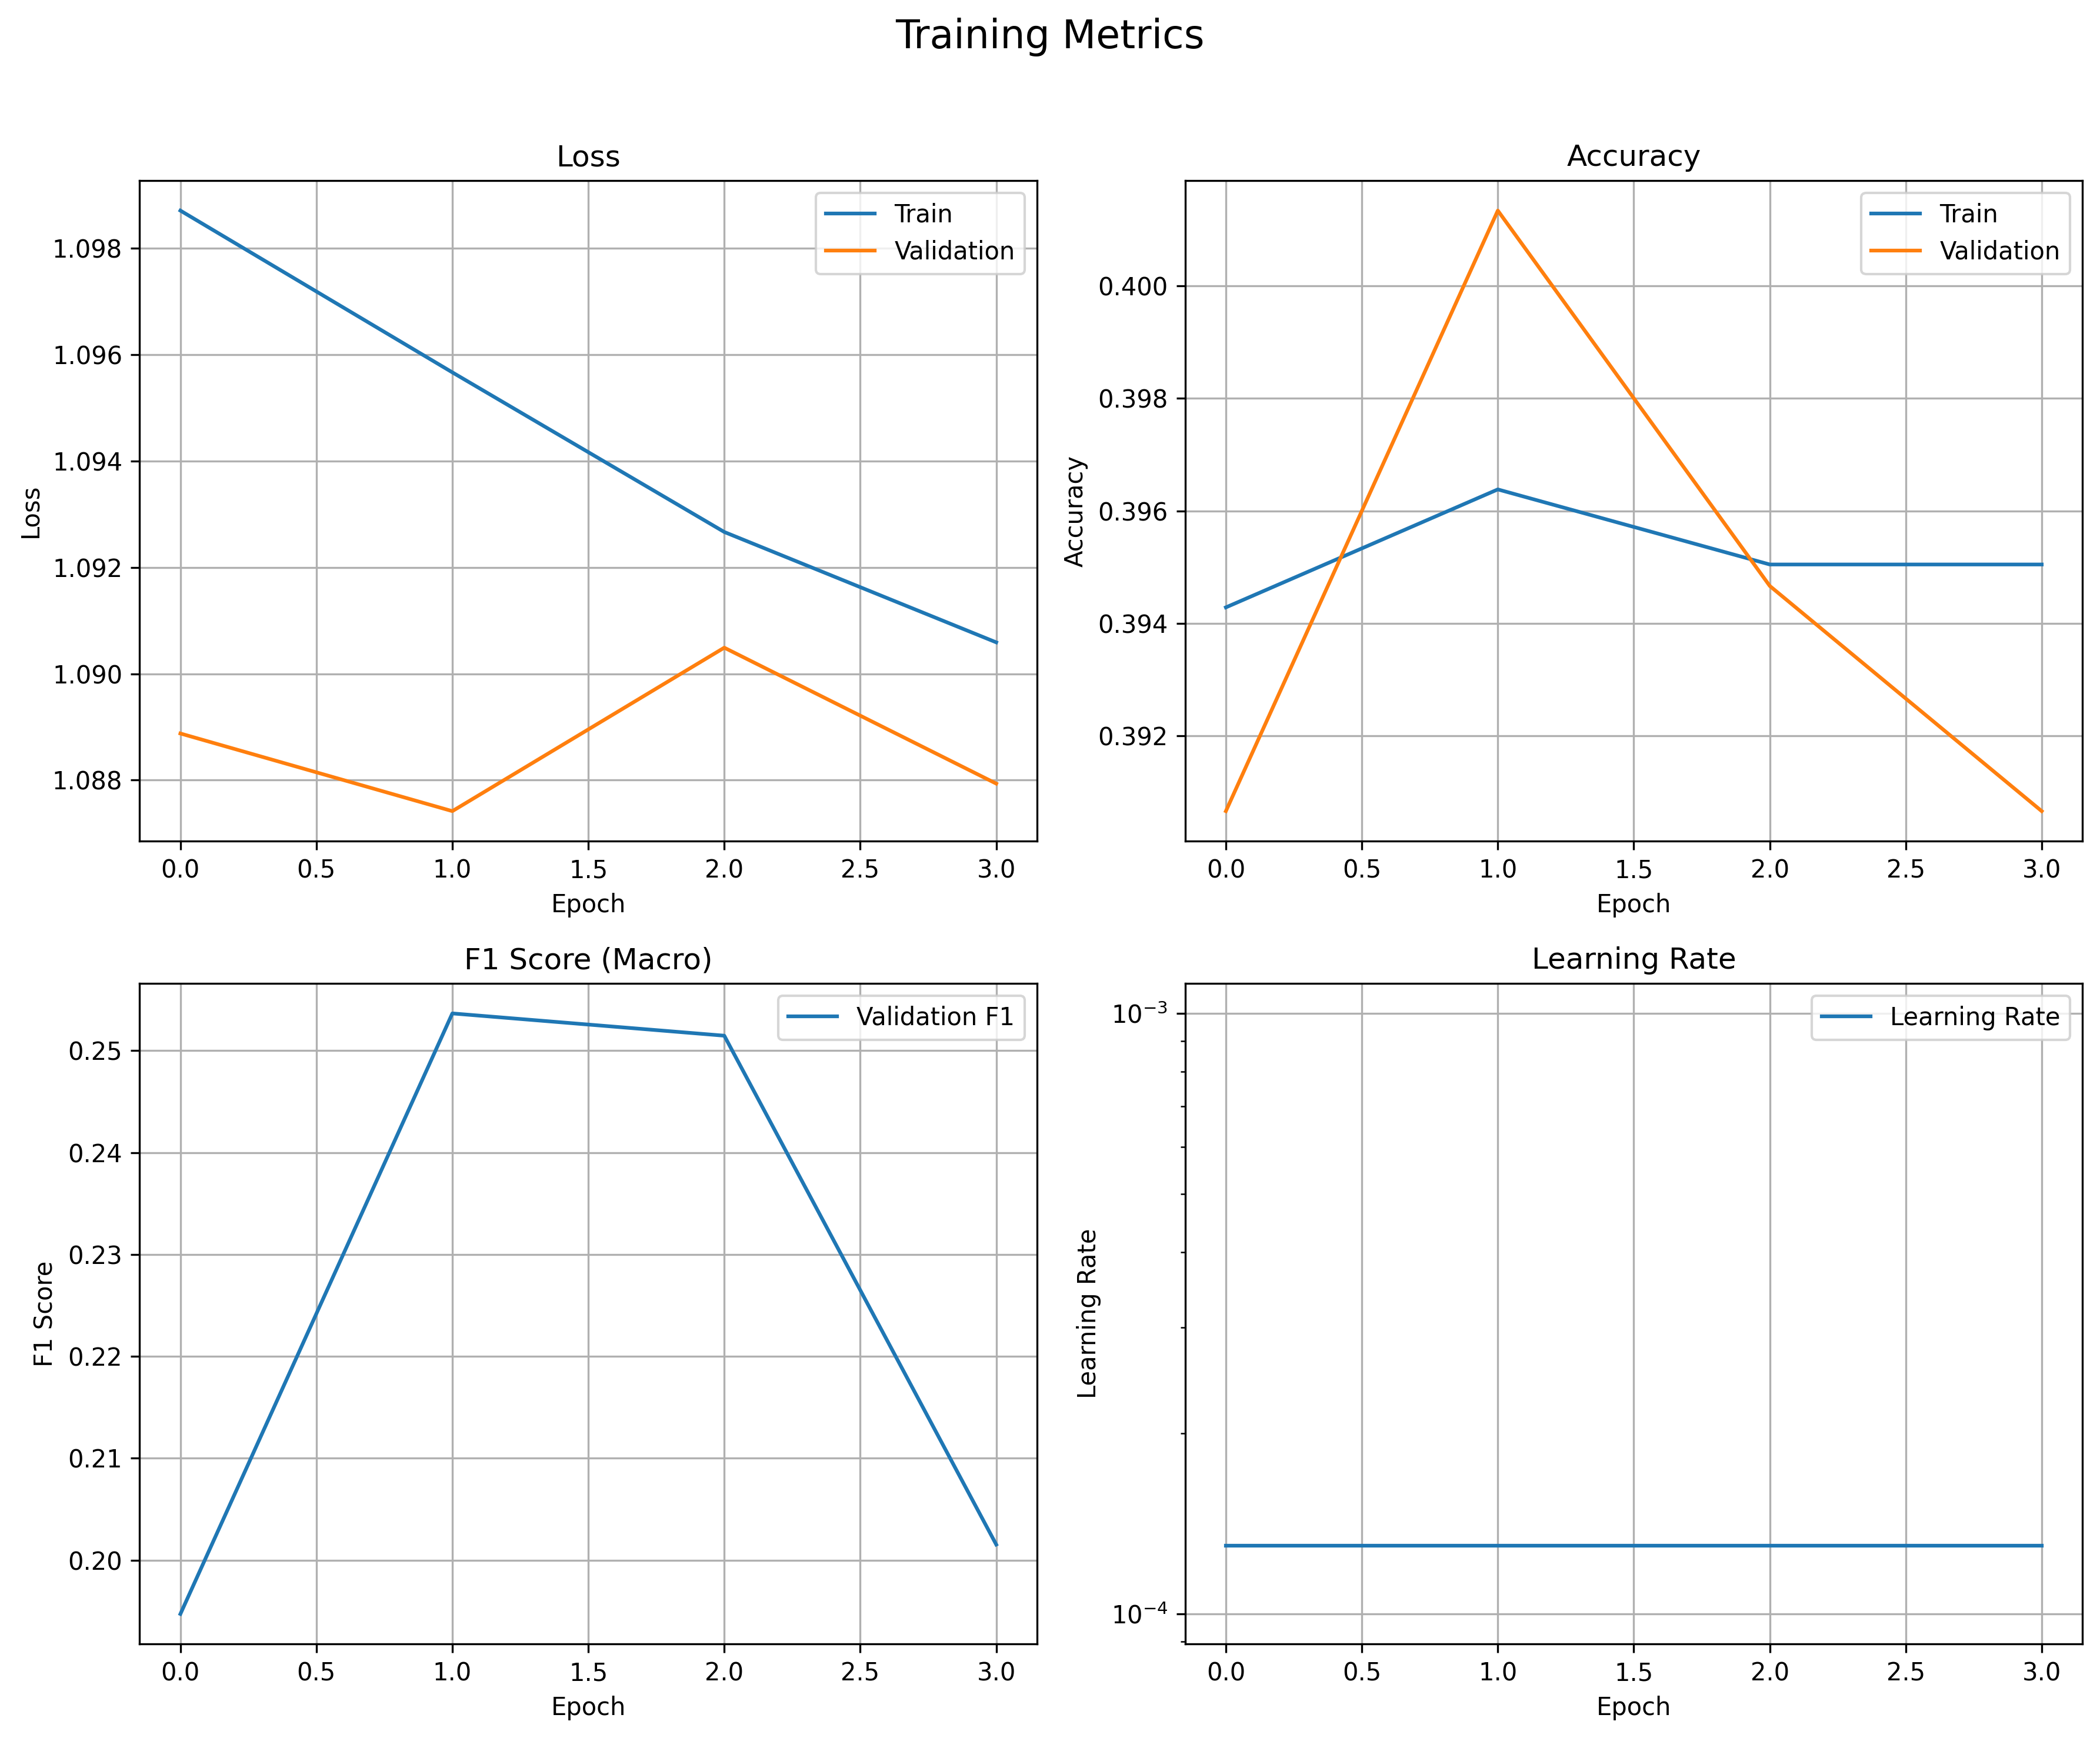 Training Metrics
Loss
Train
Validation
1.098
1.096
1.094
1.092
1.090
1.088
Loss
0.0 0.5 1.0 1.5 2.0 2.5 3.0
Epoch
Accuracy
Train
Validation
0.400
0.398
0.396
0.394
0.392
Accuracy
0.0 0.5 1.0 1.5 2.0 2.5 3.0
Epoch
F1 Score (Macro)
Validation F1
0.25
0.24
0.23
0.22
0.21
0.20
F1 Score
0.0 0.5 1.0 1.5 2.0 2.5 3.0
Epoch
Learning Rate
Learning Rate
10⁻³
10⁻⁴
Learning Rate
0.0 0.5 1.0 1.5 2.0 2.5 3.0
Epoch